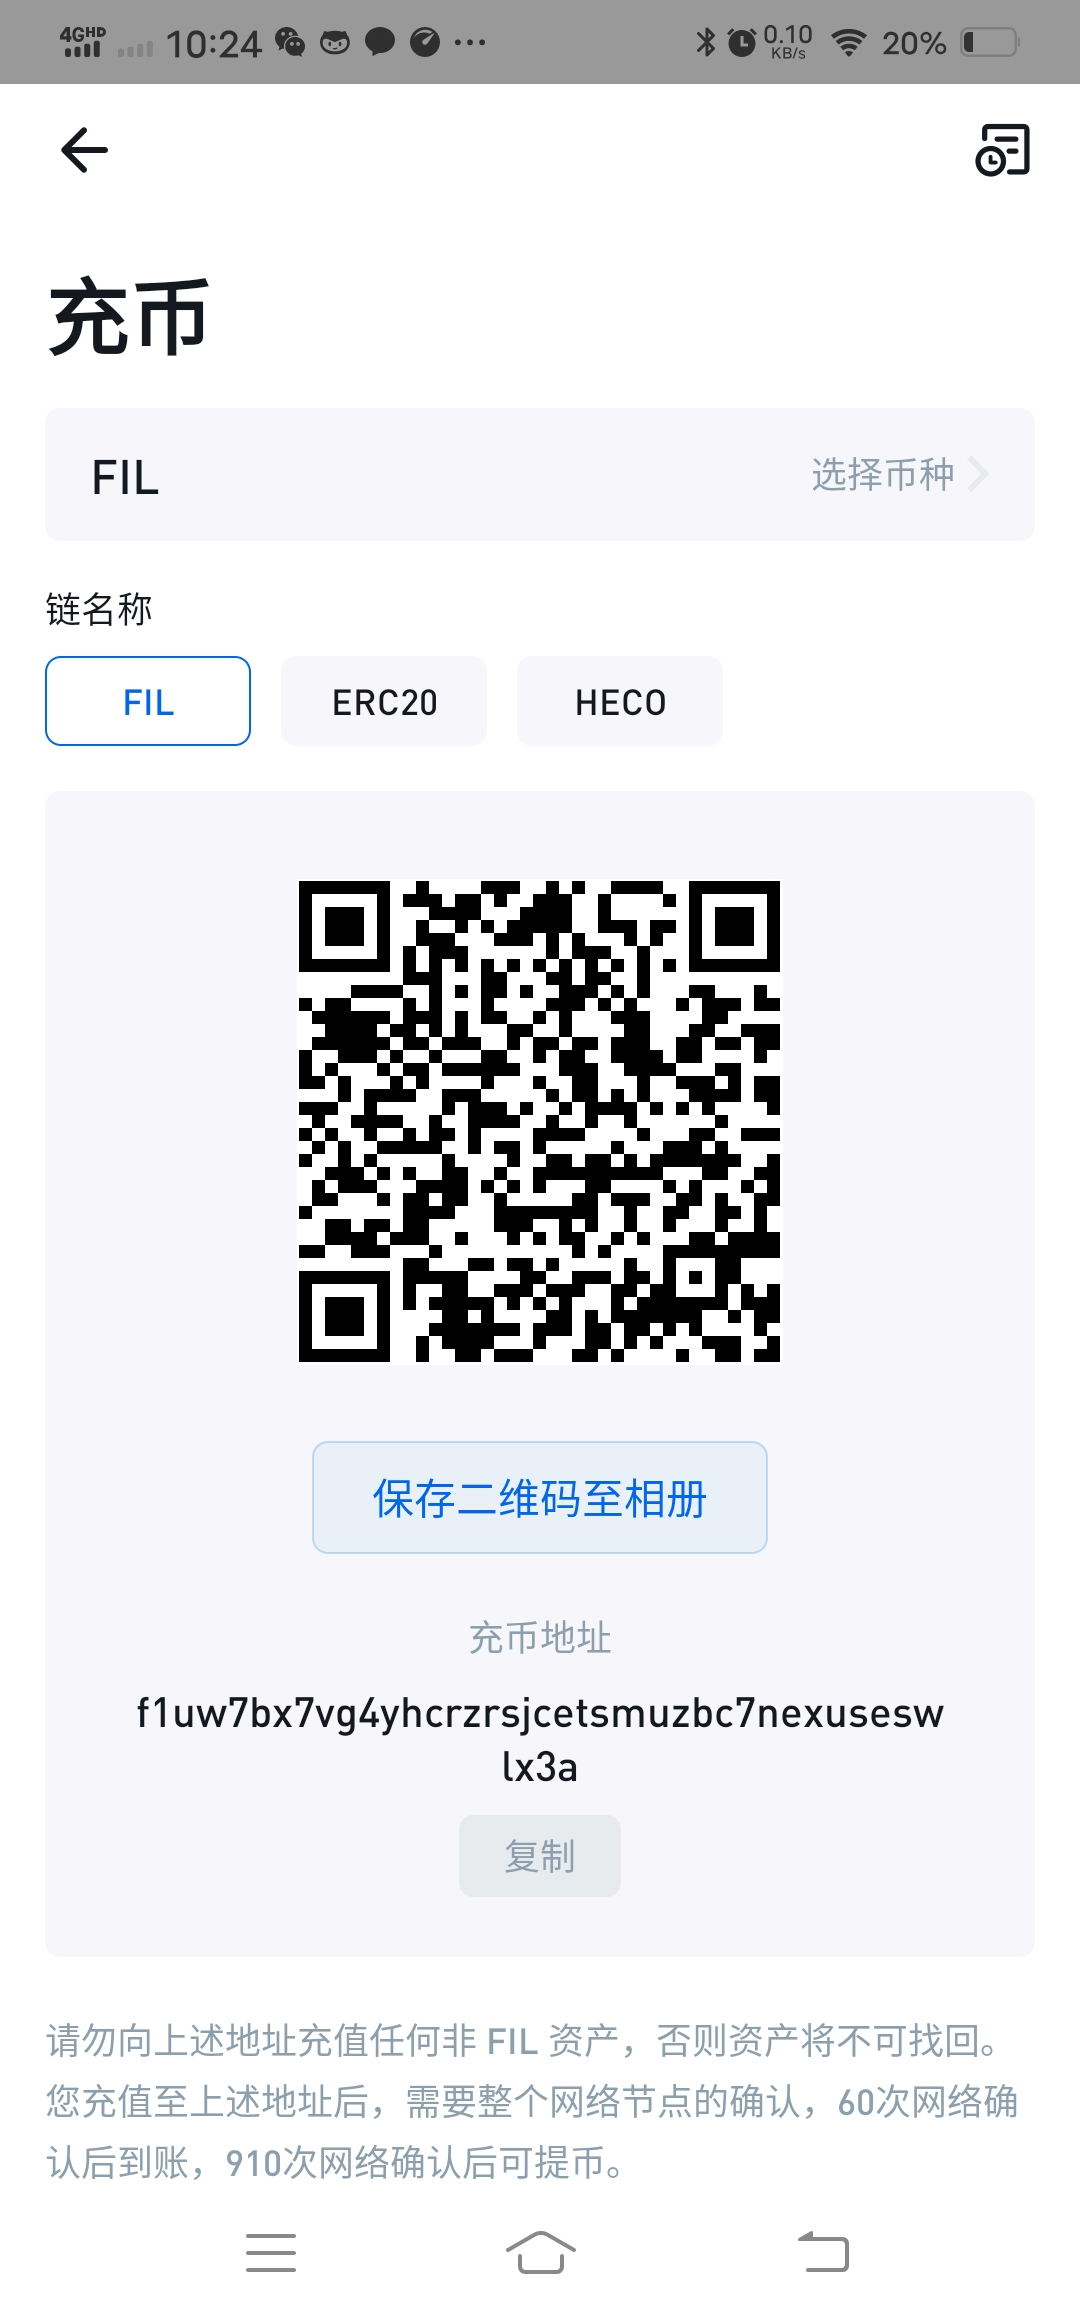 4GHD 10:24 0.10 KB/s 20%
充币
FIL 选择币种
链名称
FIL ERC20 HECO
保存二维码至相册
充币地址
f1uw7bx7vg4yhcrzrsjcetsmuzbc7nexusesw
lx3a
复制
请勿向上述地址充值任何非 FIL 资产，否则资产将不可找回。
您充值至上述地址后，需要整个网络节点的确认，60次网络确
认后到账，910次网络确认后可提币。